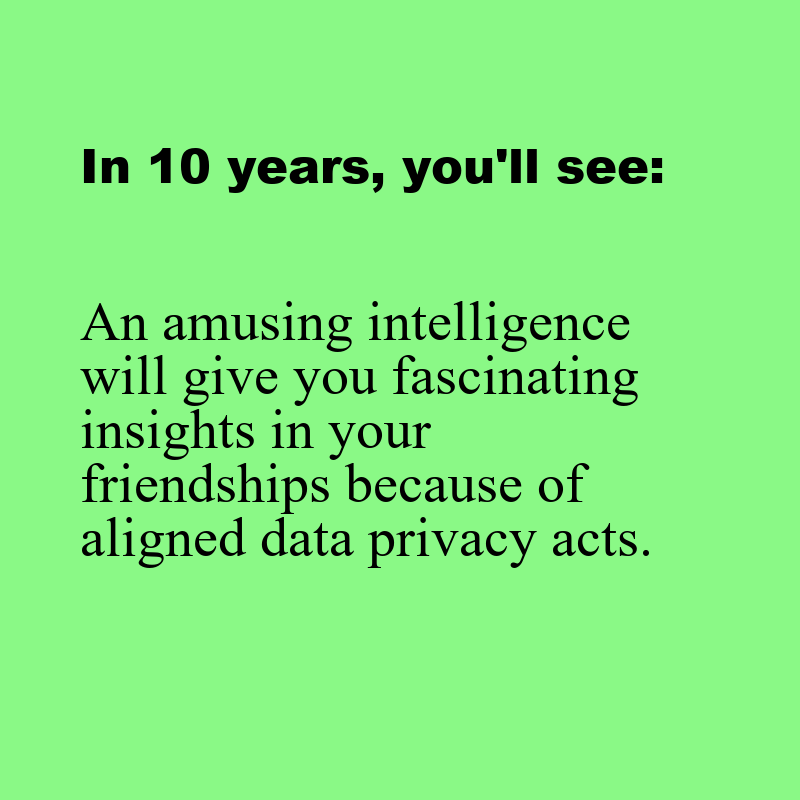 In 10 years, you'll see:
An amusing intelligence
will give you fascinating
insights in your
friendships because of
aligned data privacy acts.